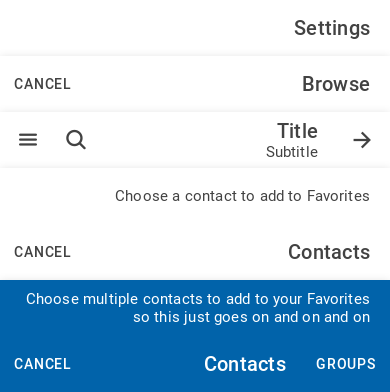 Settings
CANCEL Browse
Title
Subtitle
Choose a contact to add to Favorites
CANCEL Contacts
Choose multiple contacts to add to your Favorites
so this just goes on and on and on
CANCEL Contacts GROUPS